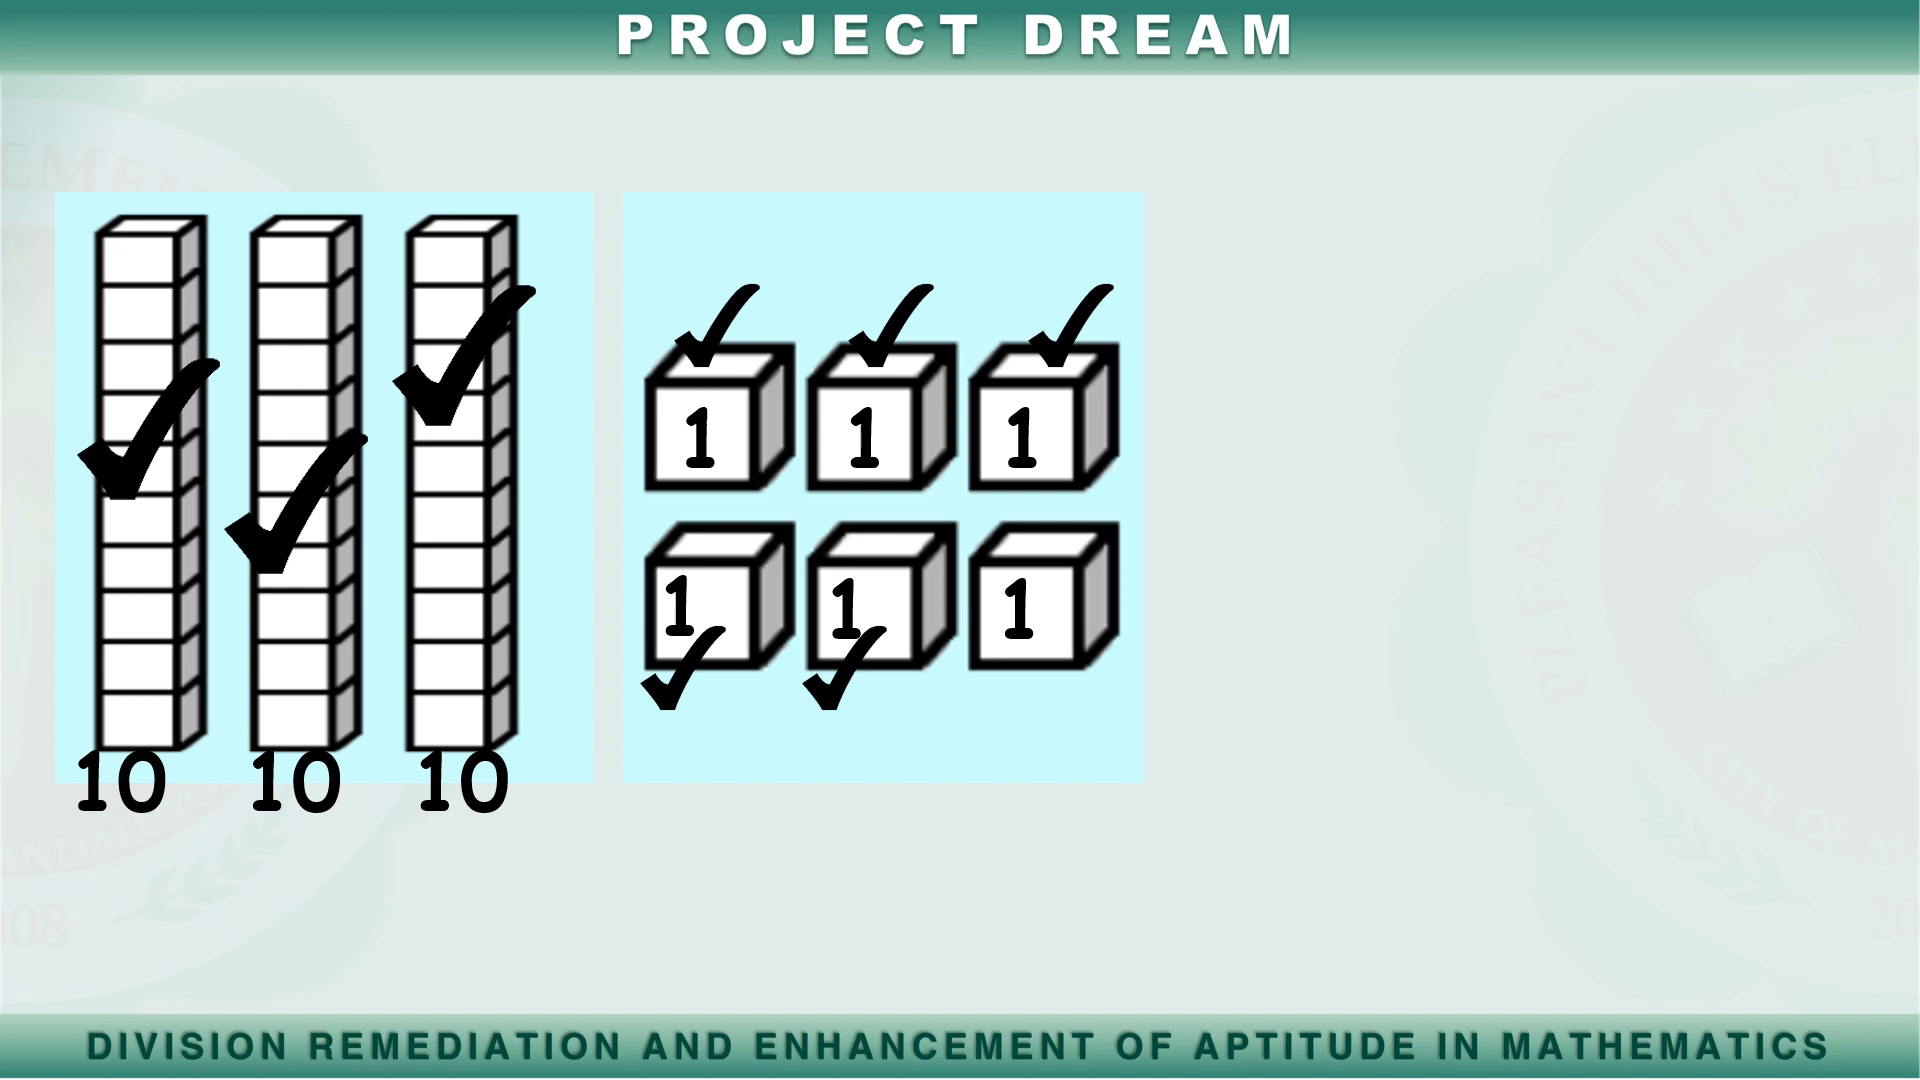 PROJECT DREAM
1 1 1
1 1 1
10 10 10
DIVISION REMEDIATION AND ENHANCEMENT OF APTITUDE IN MATHEMATICS